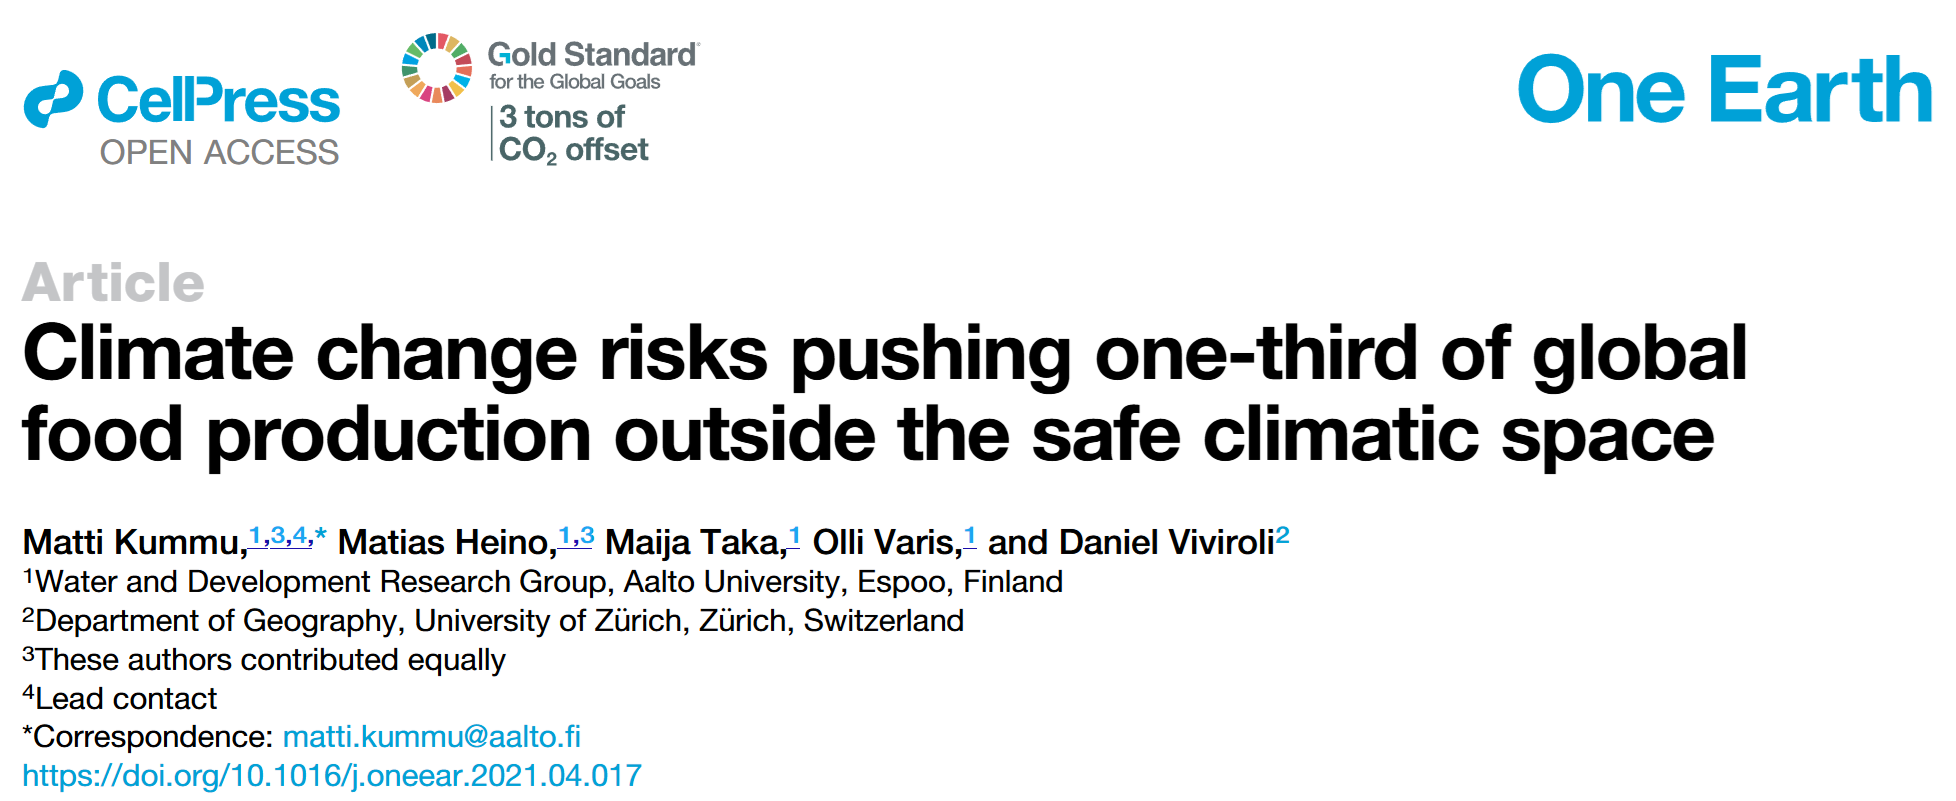 CellPress
OPEN ACCESS
Gold Standard®
for the Global Goals
3 tons of
CO₂ offset
One Earth
Article
Climate change risks pushing one-third of global
food production outside the safe climatic space
Matti Kummu,1,3,4,* Matias Heino,1,3 Maija Taka,1 Olli Varis,1 and Daniel Viviroli2
1Water and Development Research Group, Aalto University, Espoo, Finland
2Department of Geography, University of Zürich, Zürich, Switzerland
3These authors contributed equally
4Lead contact
*Correspondence: matti.kummu@aalto.fi
https://doi.org/10.1016/j.oneear.2021.04.017